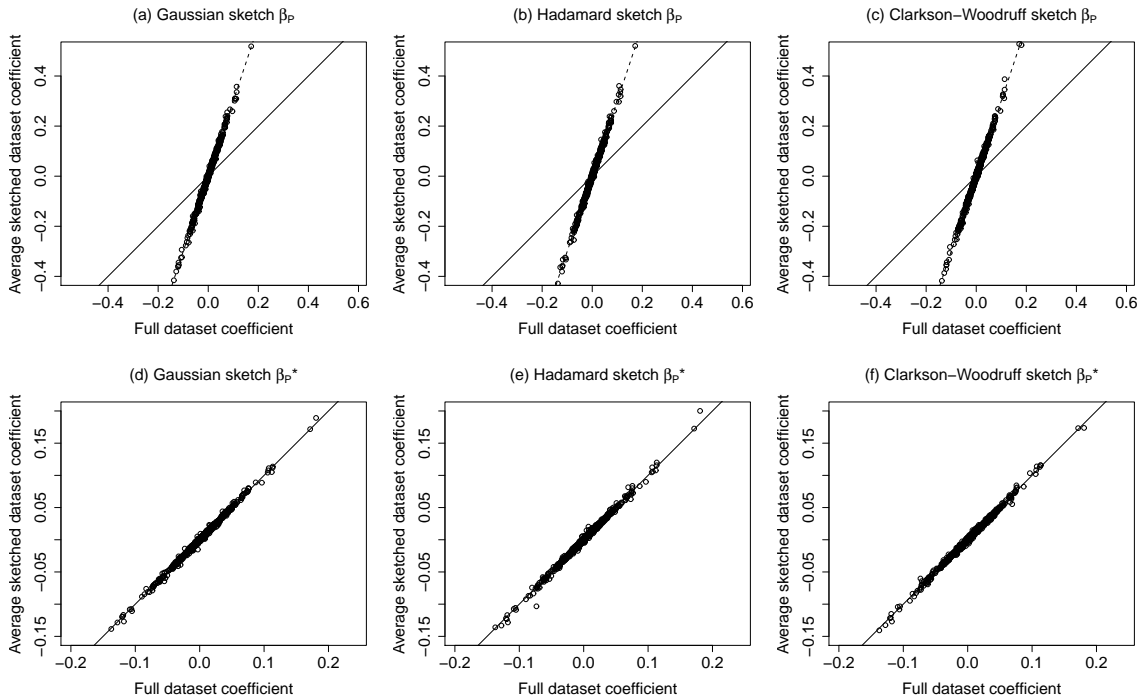 (a) Gaussian sketch βP
(b) Hadamard sketch βP
(c) Clarkson−Woodruff sketch βP
Average sketched dataset coefficient
−0.4 −0.2 0.0 0.2 0.4
−0.4 −0.2 0.0 0.2 0.4 0.6
Full dataset coefficient
Average sketched dataset coefficient
−0.4 −0.2 0.0 0.2 0.4
−0.4 −0.2 0.0 0.2 0.4 0.6
Full dataset coefficient
Average sketched dataset coefficient
−0.4 −0.2 0.0 0.2 0.4
−0.4 −0.2 0.0 0.2 0.4 0.6
Full dataset coefficient
(d) Gaussian sketch βP*
(e) Hadamard sketch βP*
(f) Clarkson−Woodruff sketch βP*
Average sketched dataset coefficient
−0.15 −0.05 0.05 0.15
−0.2 −0.1 0.0 0.1 0.2
Full dataset coefficient
Average sketched dataset coefficient
−0.15 −0.05 0.05 0.15
−0.2 −0.1 0.0 0.1 0.2
Full dataset coefficient
Average sketched dataset coefficient
−0.15 −0.05 0.05 0.15
−0.2 −0.1 0.0 0.1 0.2
Full dataset coefficient